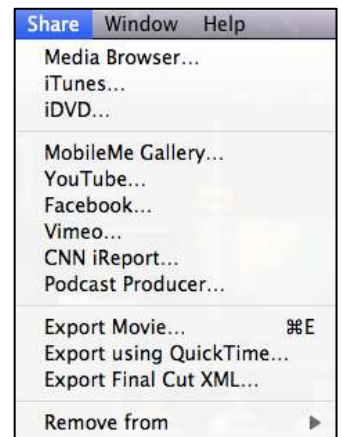 Share Window Help
Media Browser...
iTunes...
iDVD...
MobileMe Gallery...
YouTube...
Facebook...
Vimeo...
CNN iReport...
Podcast Producer...
Export Movie... ⌘E
Export using QuickTime...
Export Final Cut XML...
Remove from ▶